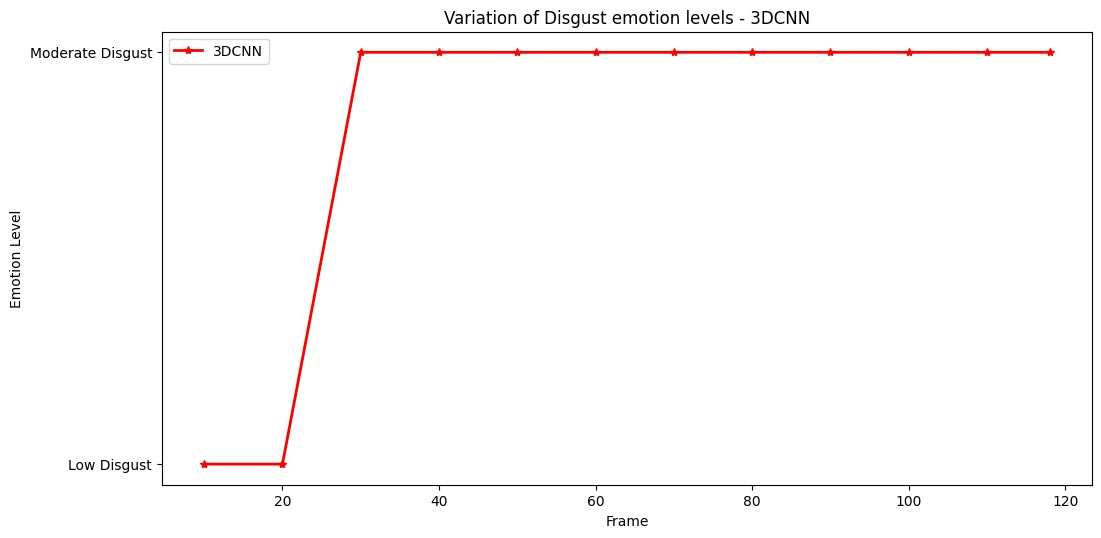 Variation of Disgust emotion levels - 3DCNN
3DCNN
Moderate Disgust
Low Disgust
Emotion Level
20 40 60 80 100 120
Frame